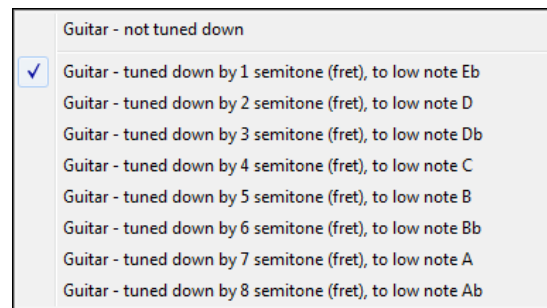 Guitar - not tuned down
Guitar - tuned down by 1 semitone (fret), to low note Eb
Guitar - tuned down by 2 semitone (fret), to low note D
Guitar - tuned down by 3 semitone (fret), to low note Db
Guitar - tuned down by 4 semitone (fret), to low note C
Guitar - tuned down by 5 semitone (fret), to low note B
Guitar - tuned down by 6 semitone (fret), to low note Bb
Guitar - tuned down by 7 semitone (fret), to low note A
Guitar - tuned down by 8 semitone (fret), to low note Ab